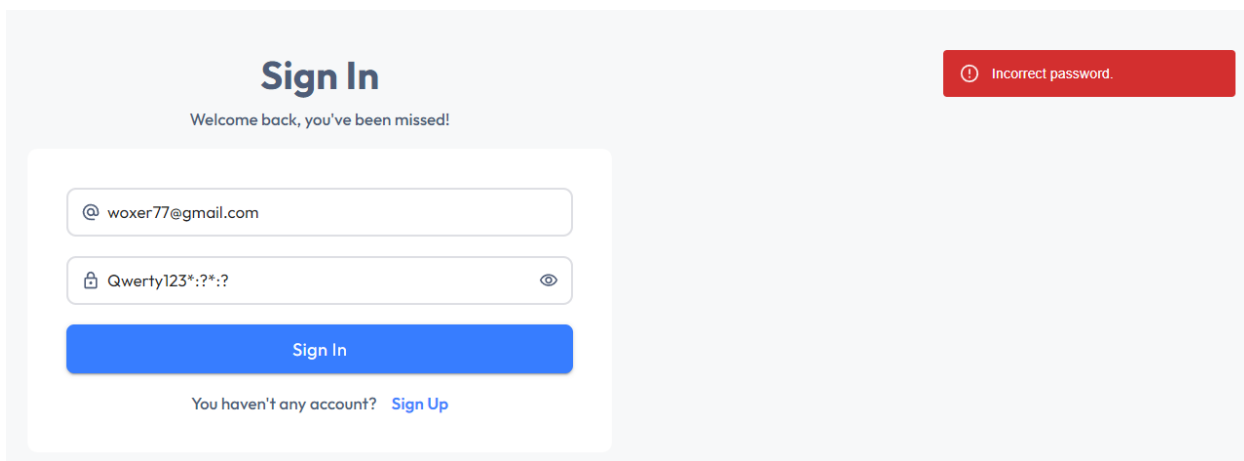 Sign In
Incorrect password.
Welcome back, you've been missed!
@ woxer77@gmail.com
Qwerty123*:?*:?
Sign In
You haven't any account? Sign Up